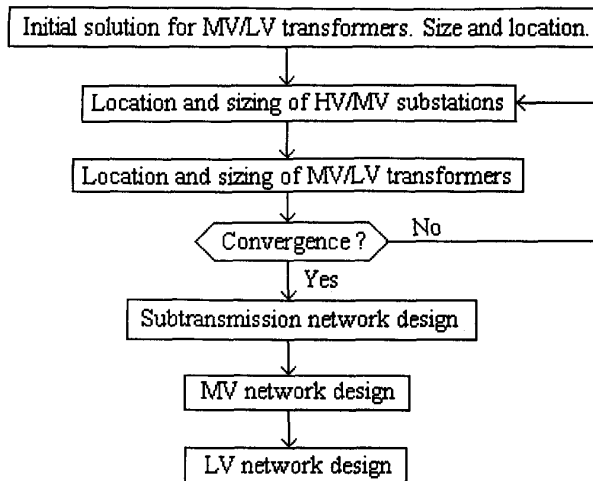 Initial solution for MV/LV transformers. Size and location.
Location and sizing of HV/MV substations
Location and sizing of MV/LV transformers
Convergence ?
No
Yes
Subtransmission network design
MV network design
LV network design